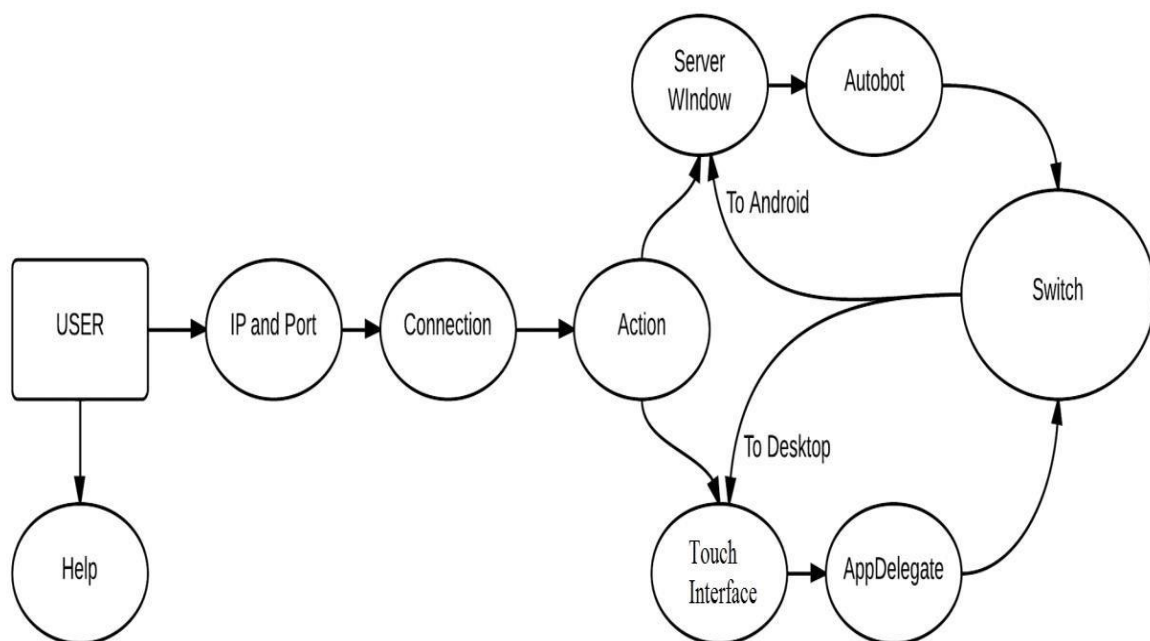 Server
WIndow
Autobot
To Android
Switch
USER
IP and Port
Connection
Action
To Desktop
Help
Touch
Interface
AppDelegate